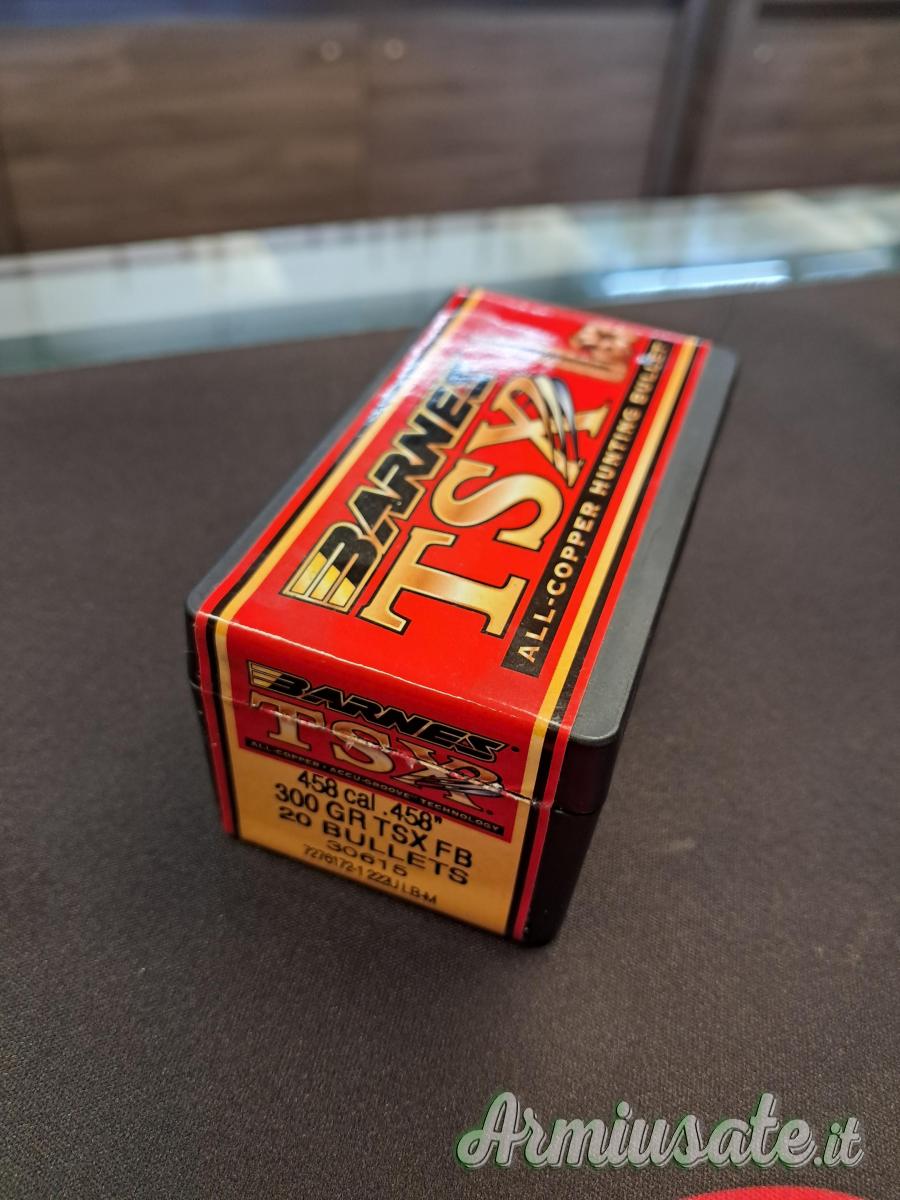 BARNES
TSX
ALL-COPPER HUNTING BULLET
BARNES
TSX
ALL-COPPER • ACCU-GROOVE™ TECHNOLOGY
458 cal .458"
300 GR TSX FB
20 BULLETS
30615
Armiusate.it